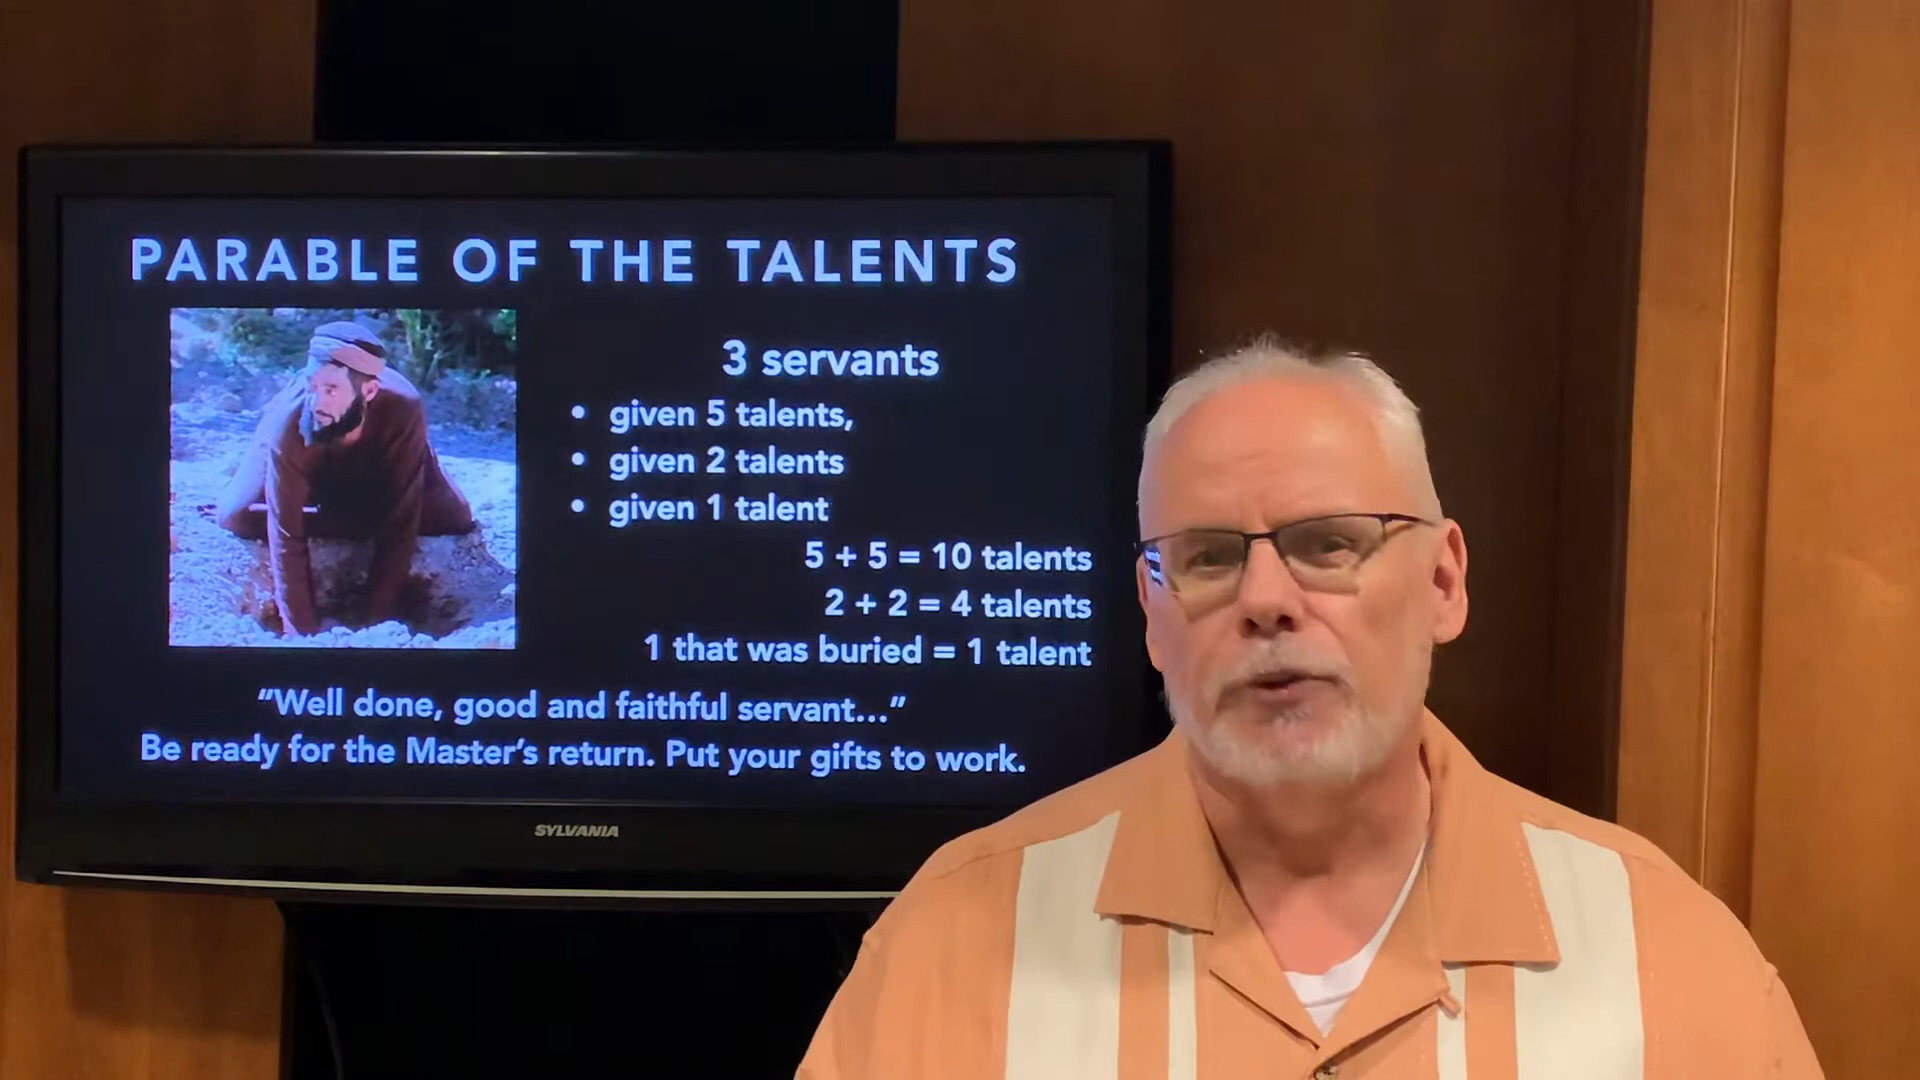 PARABLE OF THE TALENTS
3 servants
• given 5 talents,
• given 2 talents
• given 1 talent
5 + 5 = 10 talents
2 + 2 = 4 talents
1 that was buried = 1 talent
“Well done, good and faithful servant...”
Be ready for the Master’s return. Put your gifts to work.
SYLVANIA